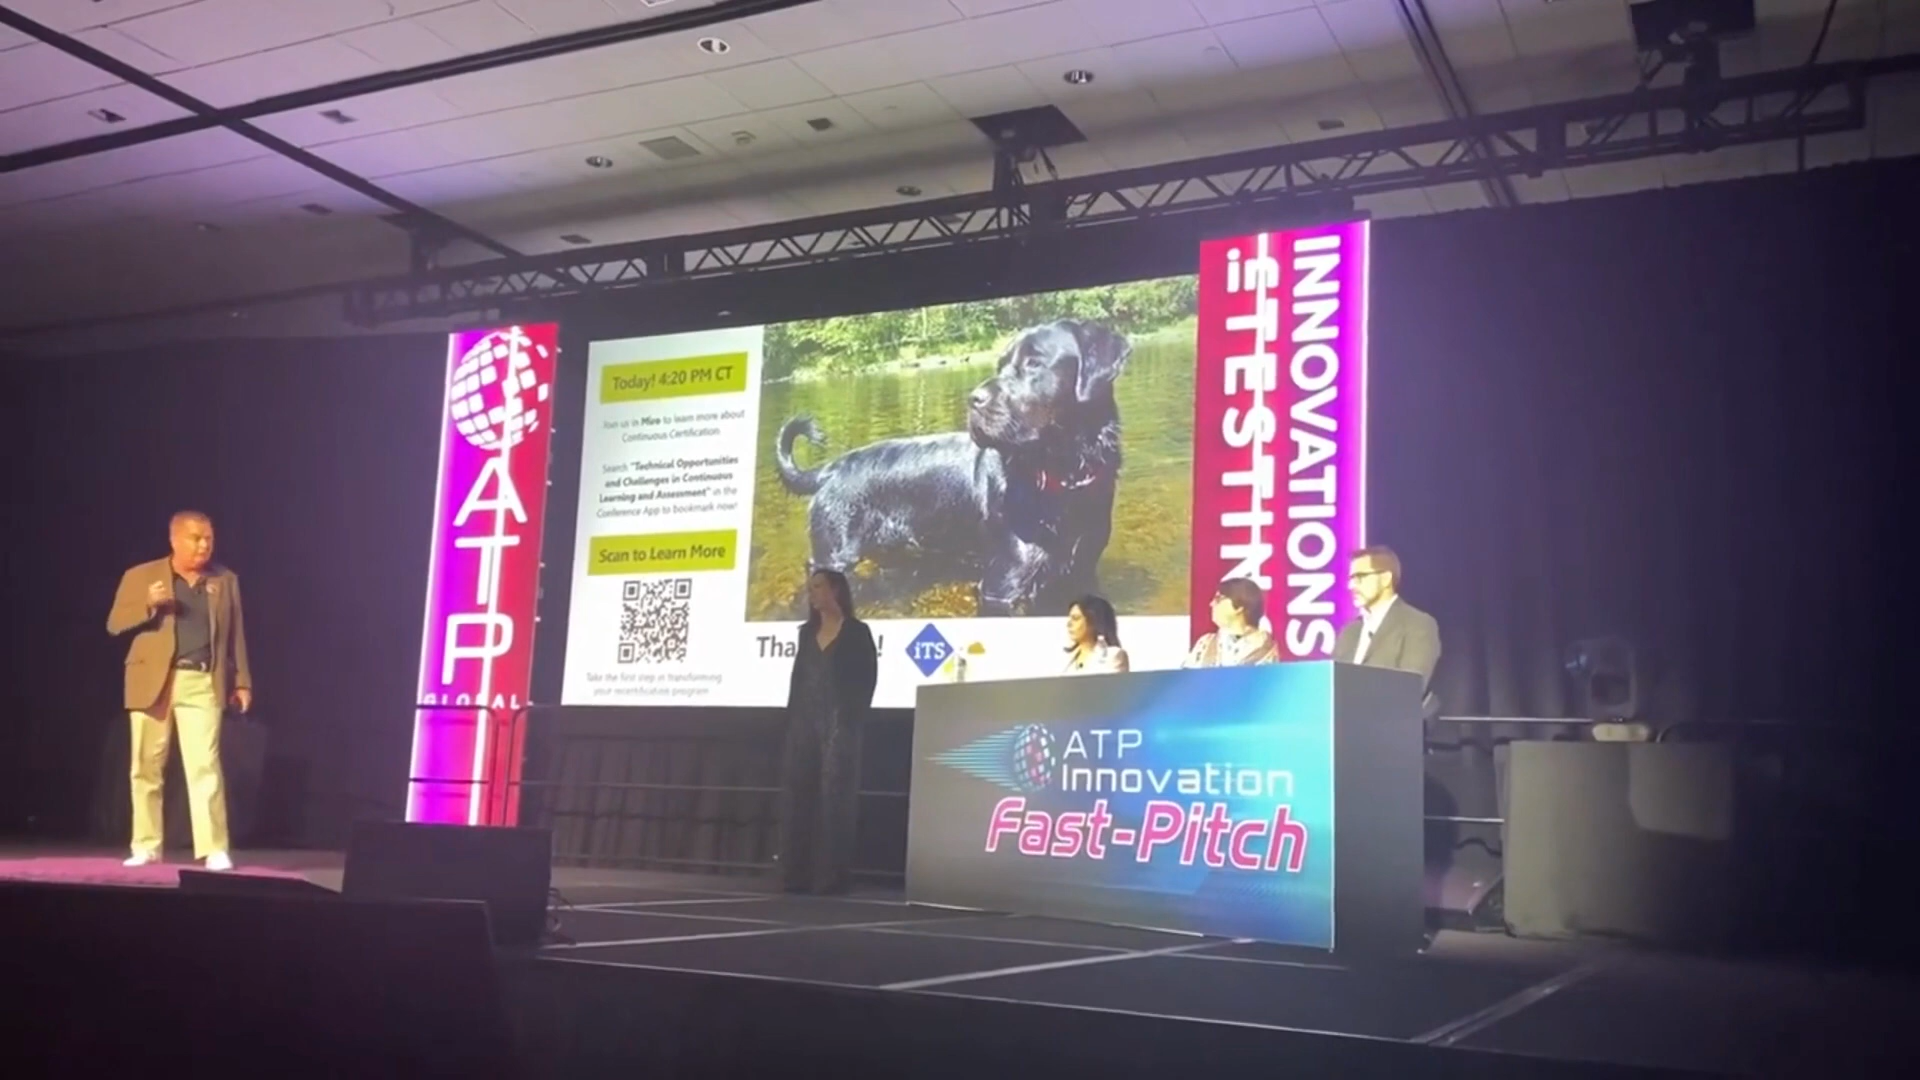 ATP
GLOBAL
Today! 4:20 PM CT
Join us in Miro to learn more about
Continuous Certification.
Search "Technical Opportunities
and Challenges in Continuous
Learning and Assessment" in the
Conference App to bookmark now!
Scan to Learn More
Take the first step in transforming
your recertification program
Tha !
iTS
INNOVATIONS
ATP
Innovation
Fast-Pitch